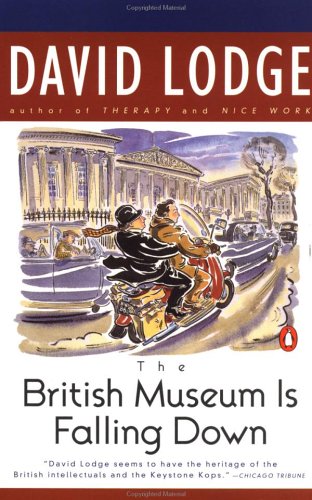 DAVID LODGE
author of THERAPY and NICE WORK
The
British Museum Is
Falling Down
"David Lodge seems to have the heritage of the
British intellectuals and the Keystone Kops." —CHICAGO TRIBUNE